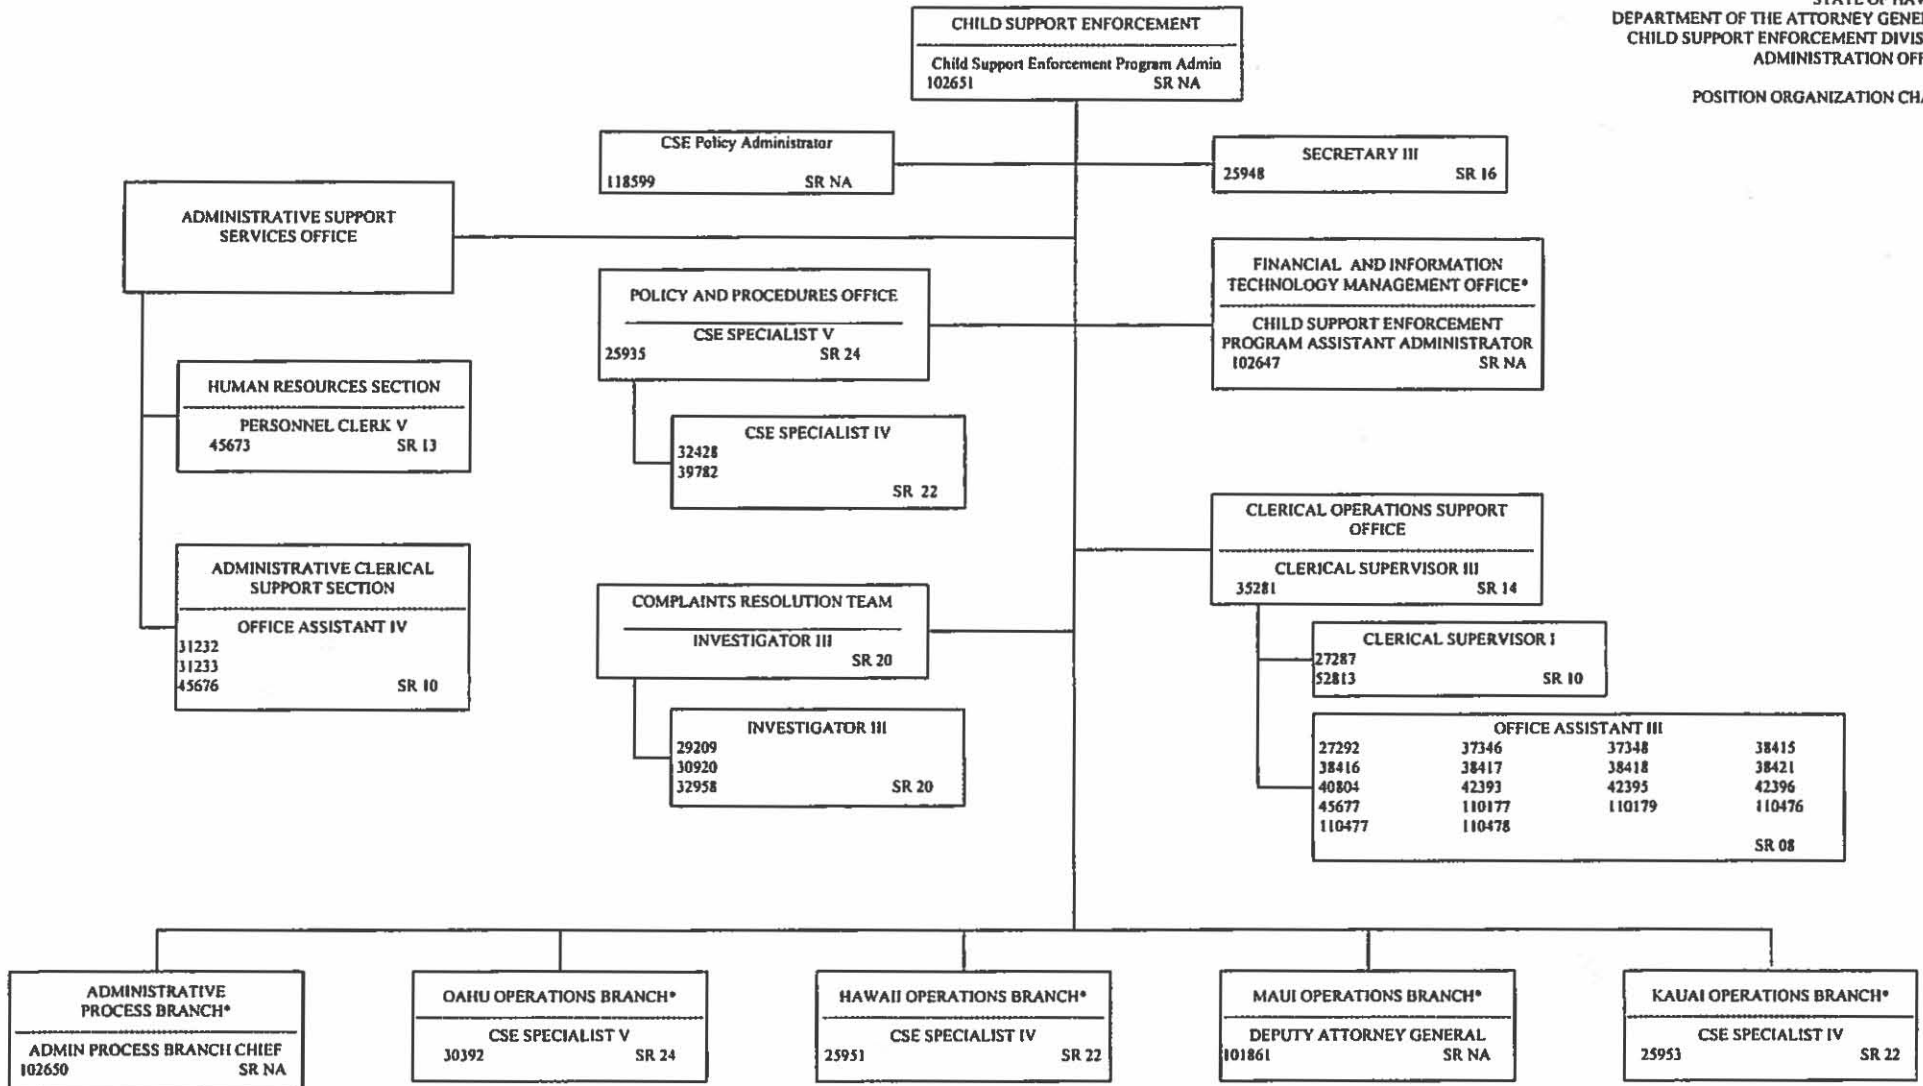 STATE OF HAW
DEPARTMENT OF THE ATTORNEY GENE
CHILD SUPPORT ENFORCEMENT DIVIS
ADMINISTRATION OFF
POSITION ORGANIZATION CHA
CHILD SUPPORT ENFORCEMENT
Child Support Enforcement Program Admin
102651 SR NA
CSE Policy Administrator
118599 SR NA
SECRETARY III
25948 SR 16
ADMINISTRATIVE SUPPORT
SERVICES OFFICE
POLICY AND PROCEDURES OFFICE
CSE SPECIALIST V
25935 SR 24
FINANCIAL AND INFORMATION
TECHNOLOGY MANAGEMENT OFFICE*
CHILD SUPPORT ENFORCEMENT
PROGRAM ASSISTANT ADMINISTRATOR
102647 SR NA
HUMAN RESOURCES SECTION
PERSONNEL CLERK V
45673 SR 13
CSE SPECIALIST IV
32428
39782
SR 22
ADMINISTRATIVE CLERICAL
SUPPORT SECTION
OFFICE ASSISTANT IV
31232
31233
45676 SR 10
COMPLAINTS RESOLUTION TEAM
INVESTIGATOR III
SR 20
INVESTIGATOR III
29209
30920
32958 SR 20
CLERICAL OPERATIONS SUPPORT
OFFICE
CLERICAL SUPERVISOR III
35281 SR 14
CLERICAL SUPERVISOR I
27287
52813 SR 10
OFFICE ASSISTANT III
27292 37346 37348 38415
38416 38417 38418 38421
40804 42393 42395 42396
45677 110177 110179 110476
110477 110478
SR 08
ADMINISTRATIVE
PROCESS BRANCH*
ADMIN PROCESS BRANCH CHIEF
102650 SR NA
OAHU OPERATIONS BRANCH*
CSE SPECIALIST V
30392 SR 24
HAWAII OPERATIONS BRANCH*
CSE SPECIALIST IV
25951 SR 22
MAUI OPERATIONS BRANCH*
DEPUTY ATTORNEY GENERAL
101861 SR NA
KAUAI OPERATIONS BRANCH*
CSE SPECIALIST IV
25953 SR 22